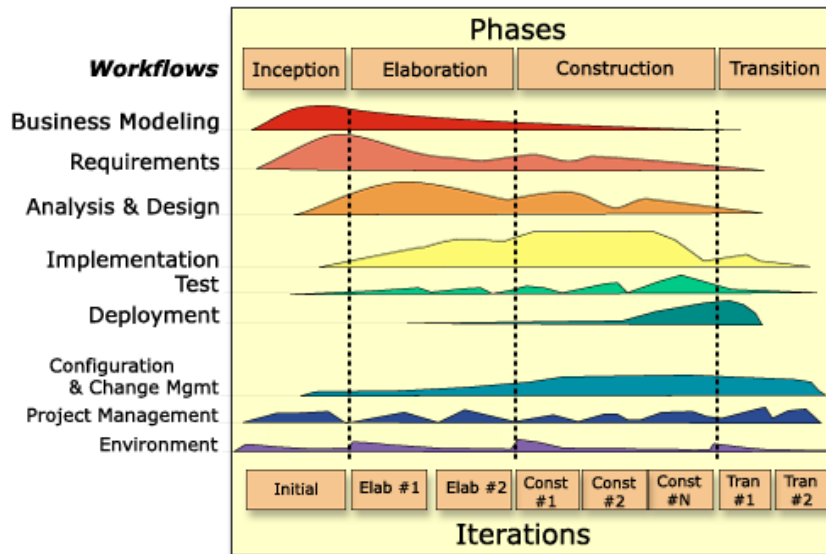 Phases
Workflows
Inception
Elaboration
Construction
Transition
Business Modeling
Requirements
Analysis & Design
Implementation
Test
Deployment
Configuration
& Change Mgmt
Project Management
Environment
Initial
Elab #1
Elab #2
Const
#1
Const
#2
Const
#N
Tran
#1
Tran
#2
Iterations